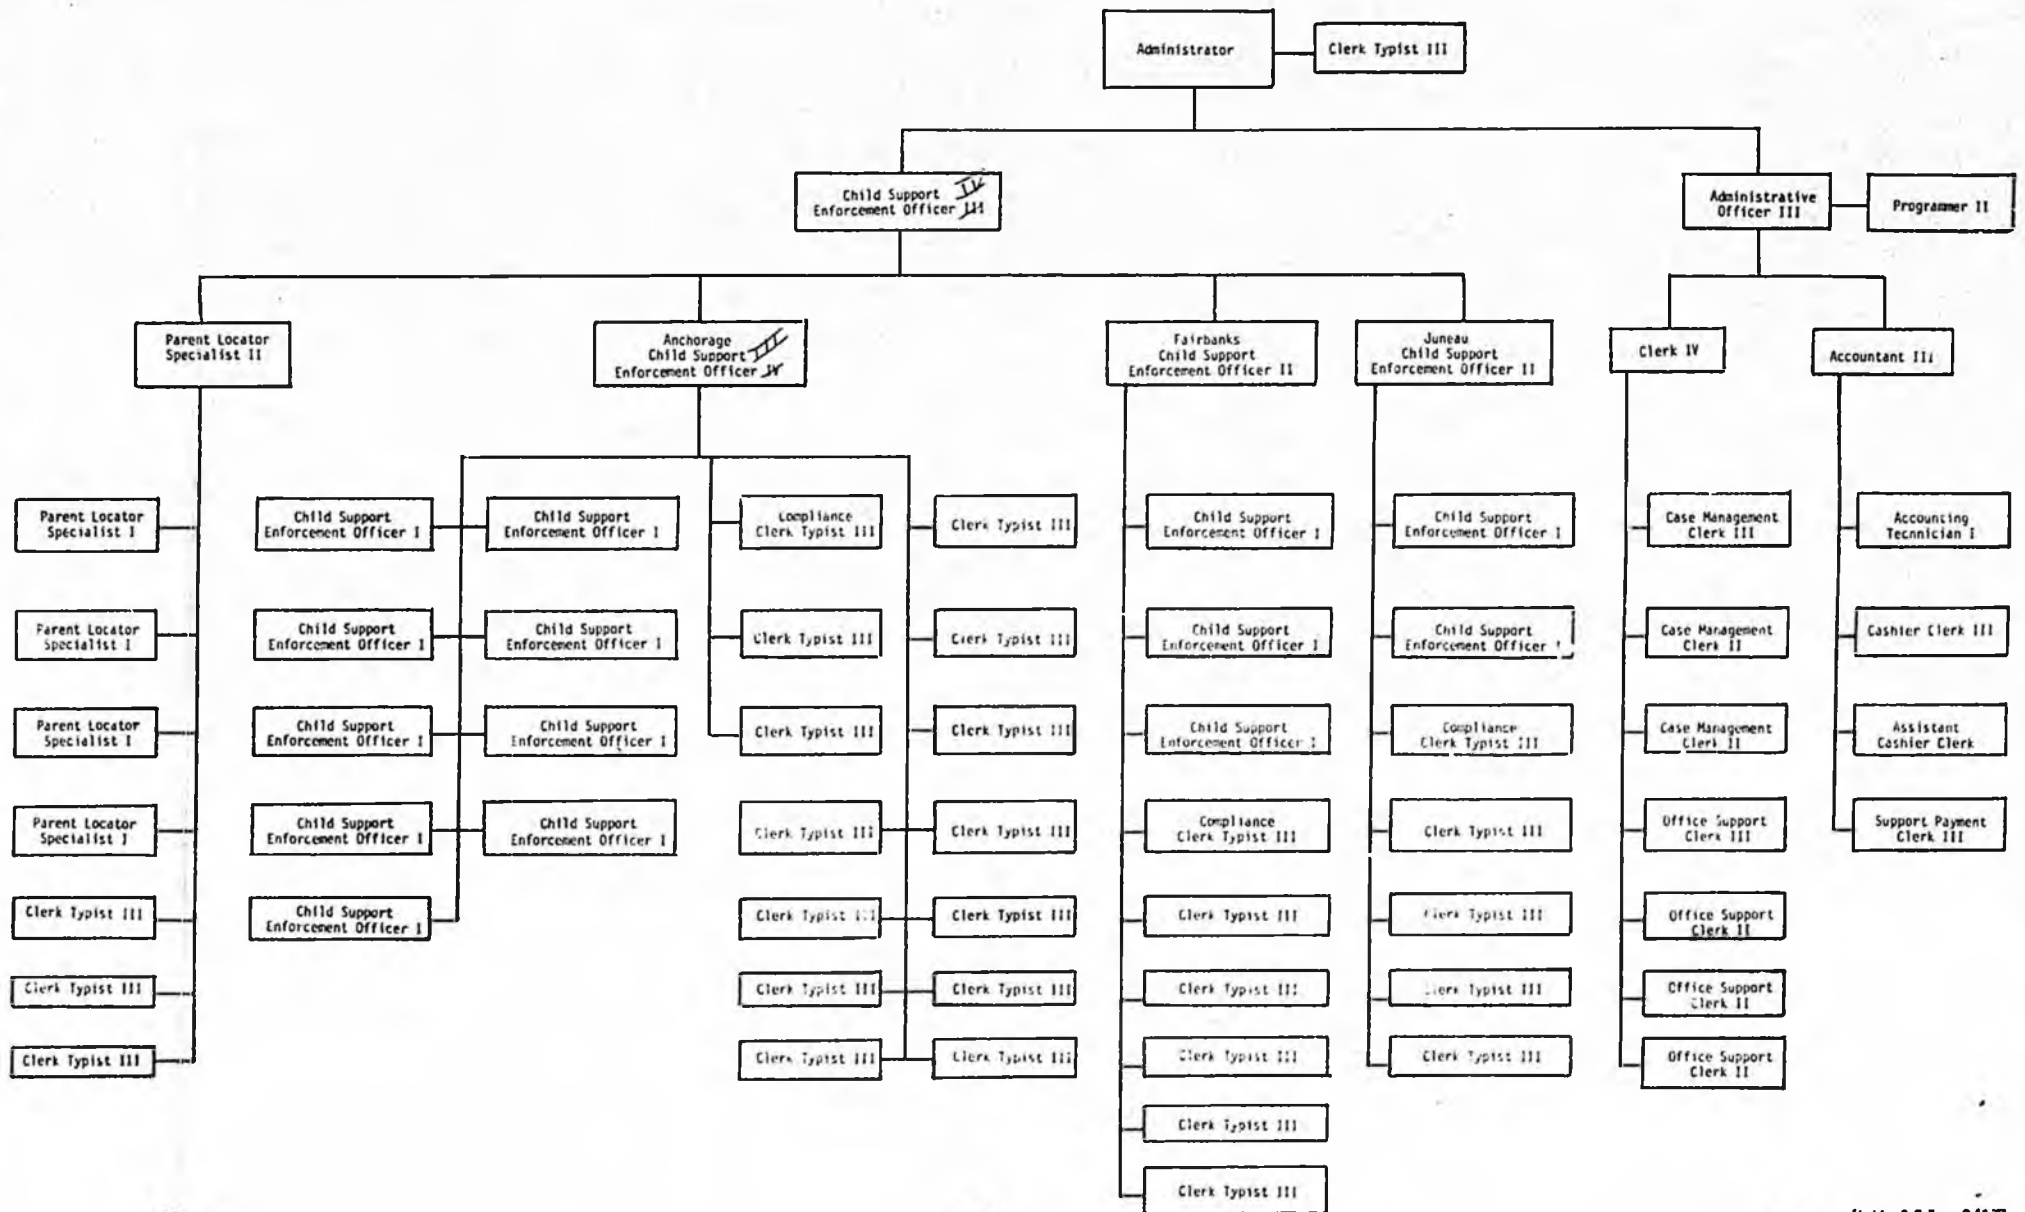 Administrator
Clerk Typist III
Child Support IV
Enforcement Officer III
Administrative
Officer III
Programmer II
Parent Locator
Specialist II
Anchorage
Child Support III
Enforcement Officer IV
Fairbanks
Child Support
Enforcement Officer II
Juneau
Child Support
Enforcement Officer II
Clerk IV
Accountant III
Parent Locator
Specialist I
Parent Locator
Specialist I
Parent Locator
Specialist I
Parent Locator
Specialist I
Clerk Typist III
Clerk Typist III
Clerk Typist III
Child Support
Enforcement Officer I
Child Support
Enforcement Officer I
Child Support
Enforcement Officer I
Child Support
Enforcement Officer I
Child Support
Enforcement Officer I
Child Support
Enforcement Officer I
Child Support
Enforcement Officer I
Child Support
Enforcement Officer I
Child Support
Enforcement Officer I
Compliance
Clerk Typist III
Clerk Typist III
Clerk Typist III
Clerk Typist III
Clerk Typist III
Clerk Typist III
Clerk Typist III
Clerk Typist III
Clerk Typist III
Clerk Typist III
Clerk Typist III
Clerk Typist III
Clerk Typist III
Clerk Typist III
Child Support
Enforcement Officer I
Child Support
Enforcement Officer I
Child Support
Enforcement Officer I
Compliance
Clerk Typist III
Clerk Typist III
Clerk Typist III
Clerk Typist III
Clerk Typist III
Clerk Typist III
Child Support
Enforcement Officer I
Child Support
Enforcement Officer
Compliance
Clerk Typist III
Clerk Typist III
Clerk Typist III
Clerk Typist III
Clerk Typist III
Case Management
Clerk III
Case Management
Clerk II
Case Management
Clerk II
Office Support
Clerk III
Office Support
Clerk II
Office Support
Clerk II
Office Support
Clerk II
Accounting
Technician I
Cashier Clerk III
Assistant
Cashier Clerk
Support Payment
Clerk III